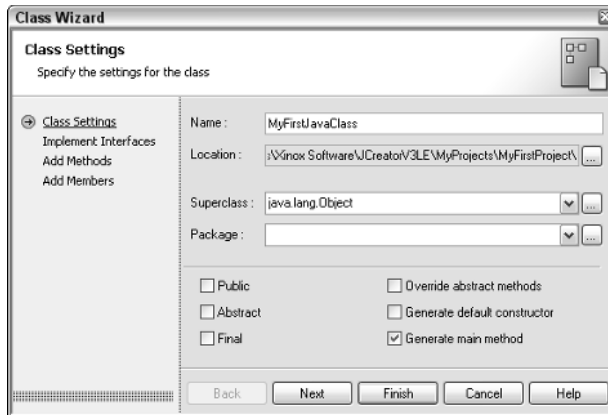 Class Wizard
Class Settings
Specify the settings for the class
Class Settings
Implement Interfaces
Add Methods
Add Members
Name : MyFirstJavaClass
Location : :\Xinox Software\JCreatorV3LE\MyProjects\MyFirstProject\ ...
Superclass : java.lang.Object ...
Package : ...
Public
Override abstract methods
Abstract
Generate default constructor
Final
Generate main method
Back Next Finish Cancel Help